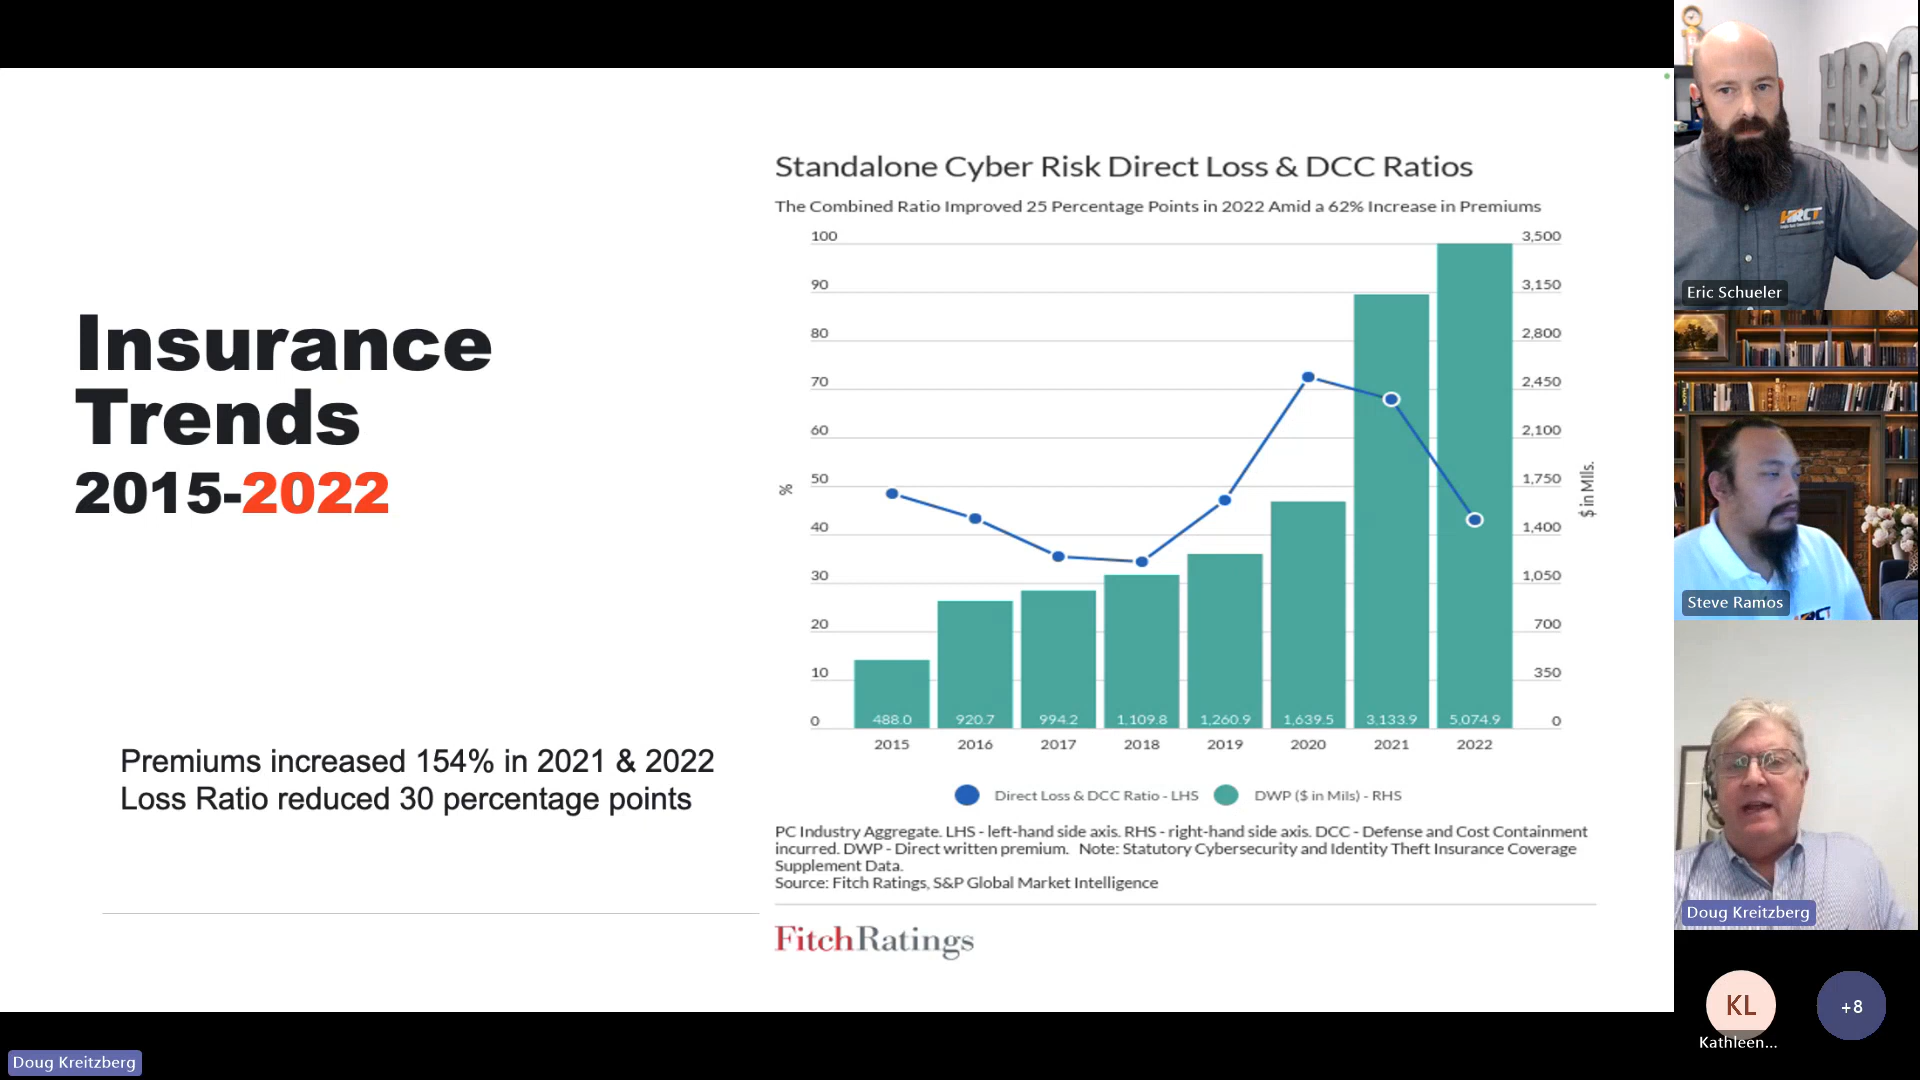 Insurance
Trends
2015-2022
Premiums increased 154% in 2021 & 2022
Loss Ratio reduced 30 percentage points
Standalone Cyber Risk Direct Loss & DCC Ratios
The Combined Ratio Improved 25 Percentage Points in 2022 Amid a 62% Increase in Premiums
100
90
80
70
60
50
40
30
20
10
0
%
3,500
3,150
2,800
2,450
2,100
1,750
1,400
1,050
700
350
0
$ in Mlls.
488.0 920.7 994.2 1,109.8 1,260.9 1,639.5 3,133.9 5,074.9
2015 2016 2017 2018 2019 2020 2021 2022
Direct Loss & DCC Ratio - LHS DWP ($ in Mils) - RHS
PC Industry Aggregate. LHS - left-hand side axis. RHS - right-hand side axis. DCC - Defense and Cost Containment
incurred. DWP - Direct written premium. Note: Statutory Cybersecurity and Identity Theft Insurance Coverage
Supplement Data.
Source: Fitch Ratings, S&P Global Market Intelligence
FitchRatings
HRC
HRCT
Eric Schueler
Steve Ramos
Doug Kreitzberg
KL
Kathleen...
+8
Doug Kreitzberg